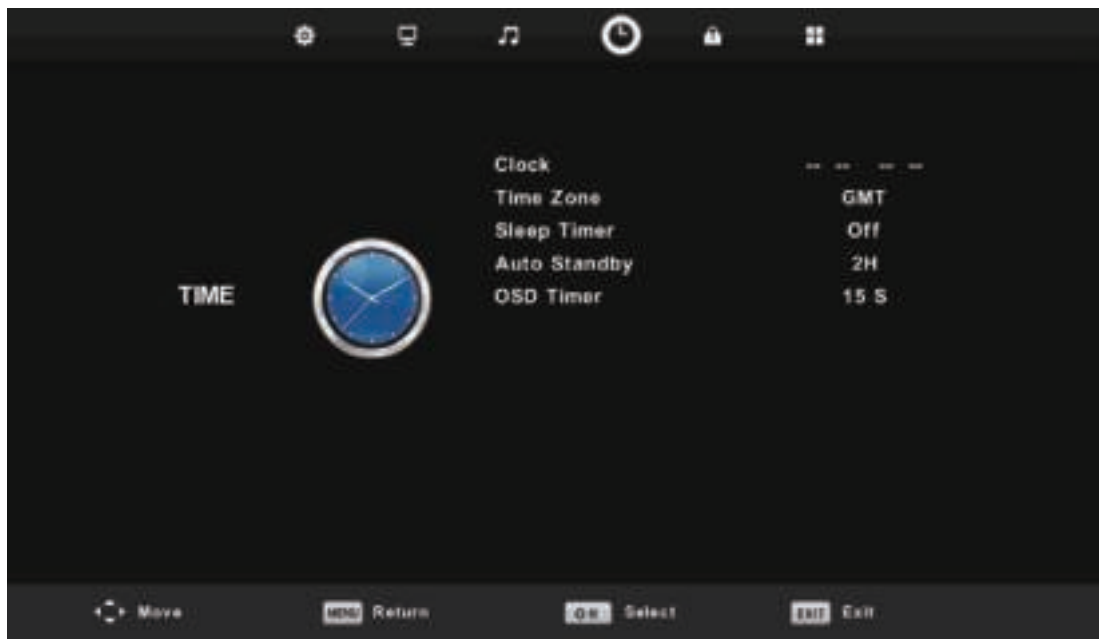 Clock -- -- -- --
Time Zone GMT
Sleep Timer Off
Auto Standby 2H
TIME
OSD Timer 15 S
Move MENU Return Select EXIT Exit